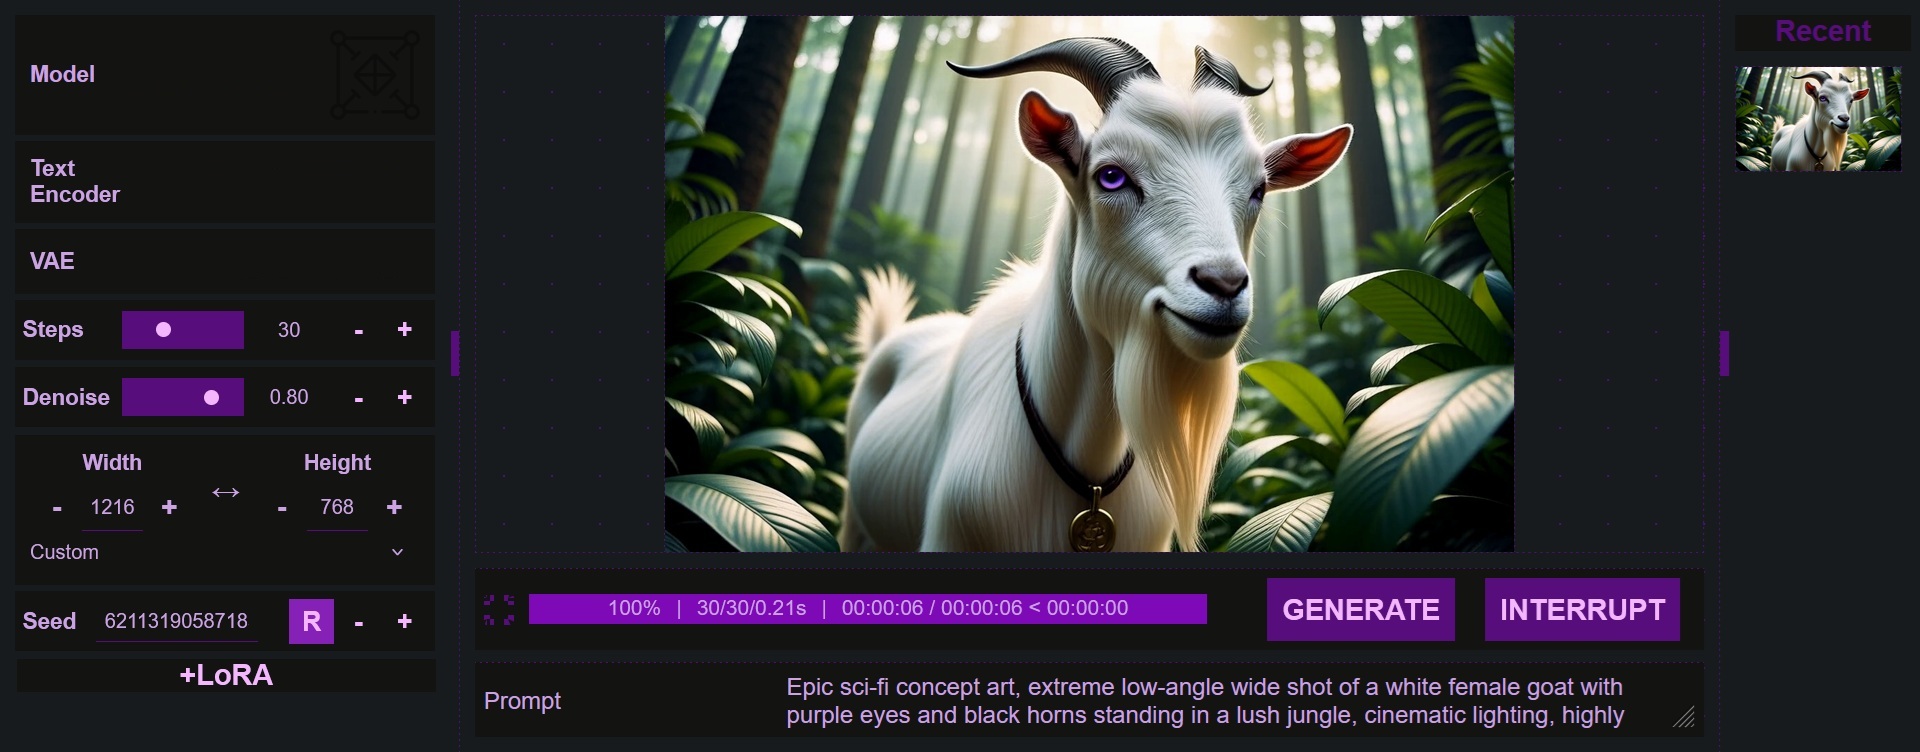 Model
Text
Encoder
VAE
Steps 30 - +
Denoise 0.80 - +
Width Height
- 1216 + ↔ - 768 +
Custom
Seed 6211319058718 R - +
+LoRA
100% | 30/30/0.21s | 00:00:06 / 00:00:06 < 00:00:00
GENERATE INTERRUPT
Prompt
Epic sci-fi concept art, extreme low-angle wide shot of a white female goat with
purple eyes and black horns standing in a lush jungle, cinematic lighting, highly
Recent